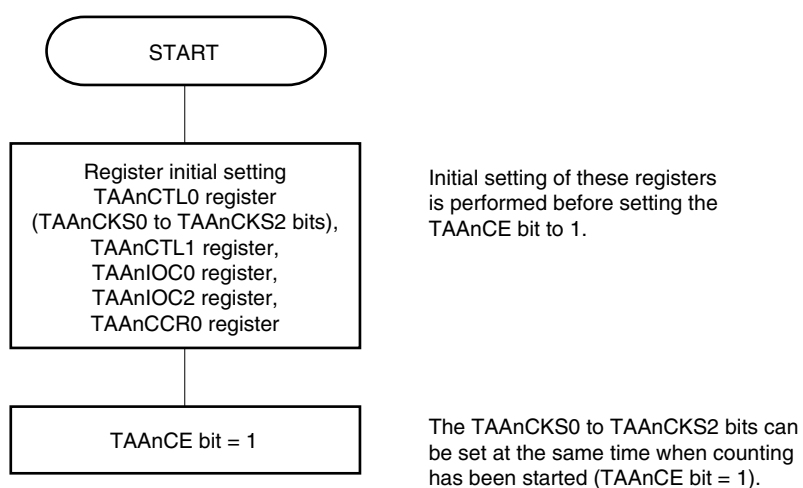 START
Register initial setting
TAAnCTL0 register
(TAAnCKS0 to TAAnCKS2 bits),
TAAnCTL1 register,
TAAnIOC0 register,
TAAnIOC2 register,
TAAnCCR0 register
Initial setting of these registers
is performed before setting the
TAAnCE bit to 1.
TAAnCE bit = 1
The TAAnCKS0 to TAAnCKS2 bits can
be set at the same time when counting
has been started (TAAnCE bit = 1).